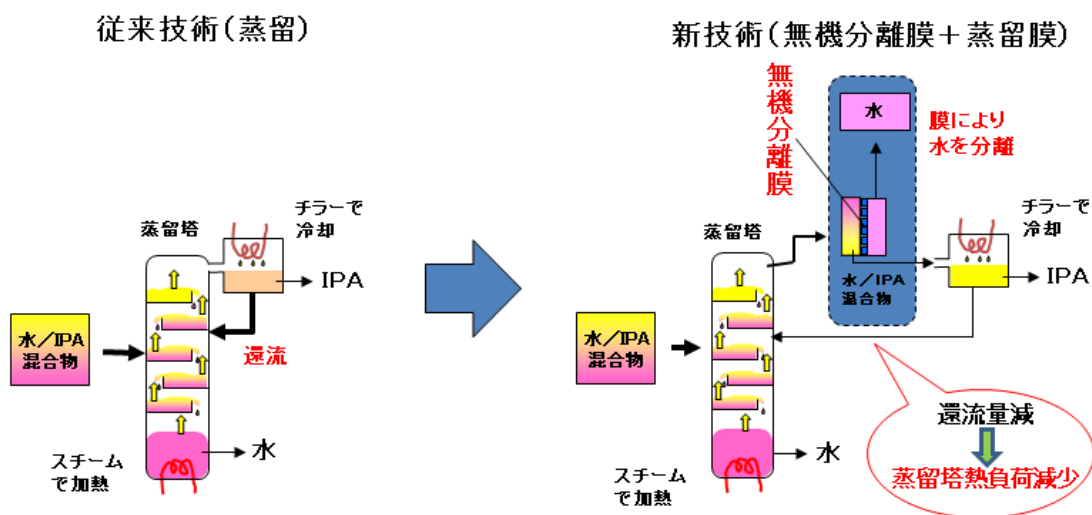 従来技術(蒸留)
蒸留塔
チラーで
冷却
IPA
水／IPA
混合物
還流
水
スチーム
で加熱
新技術(無機分離膜＋蒸留膜)
無機分離膜
水
膜により
水を分離
蒸留塔
チラーで
冷却
水／IPA
混合物
IPA
水／IPA
混合物
水
スチーム
で加熱
還流量減
蒸留塔熱負荷減少